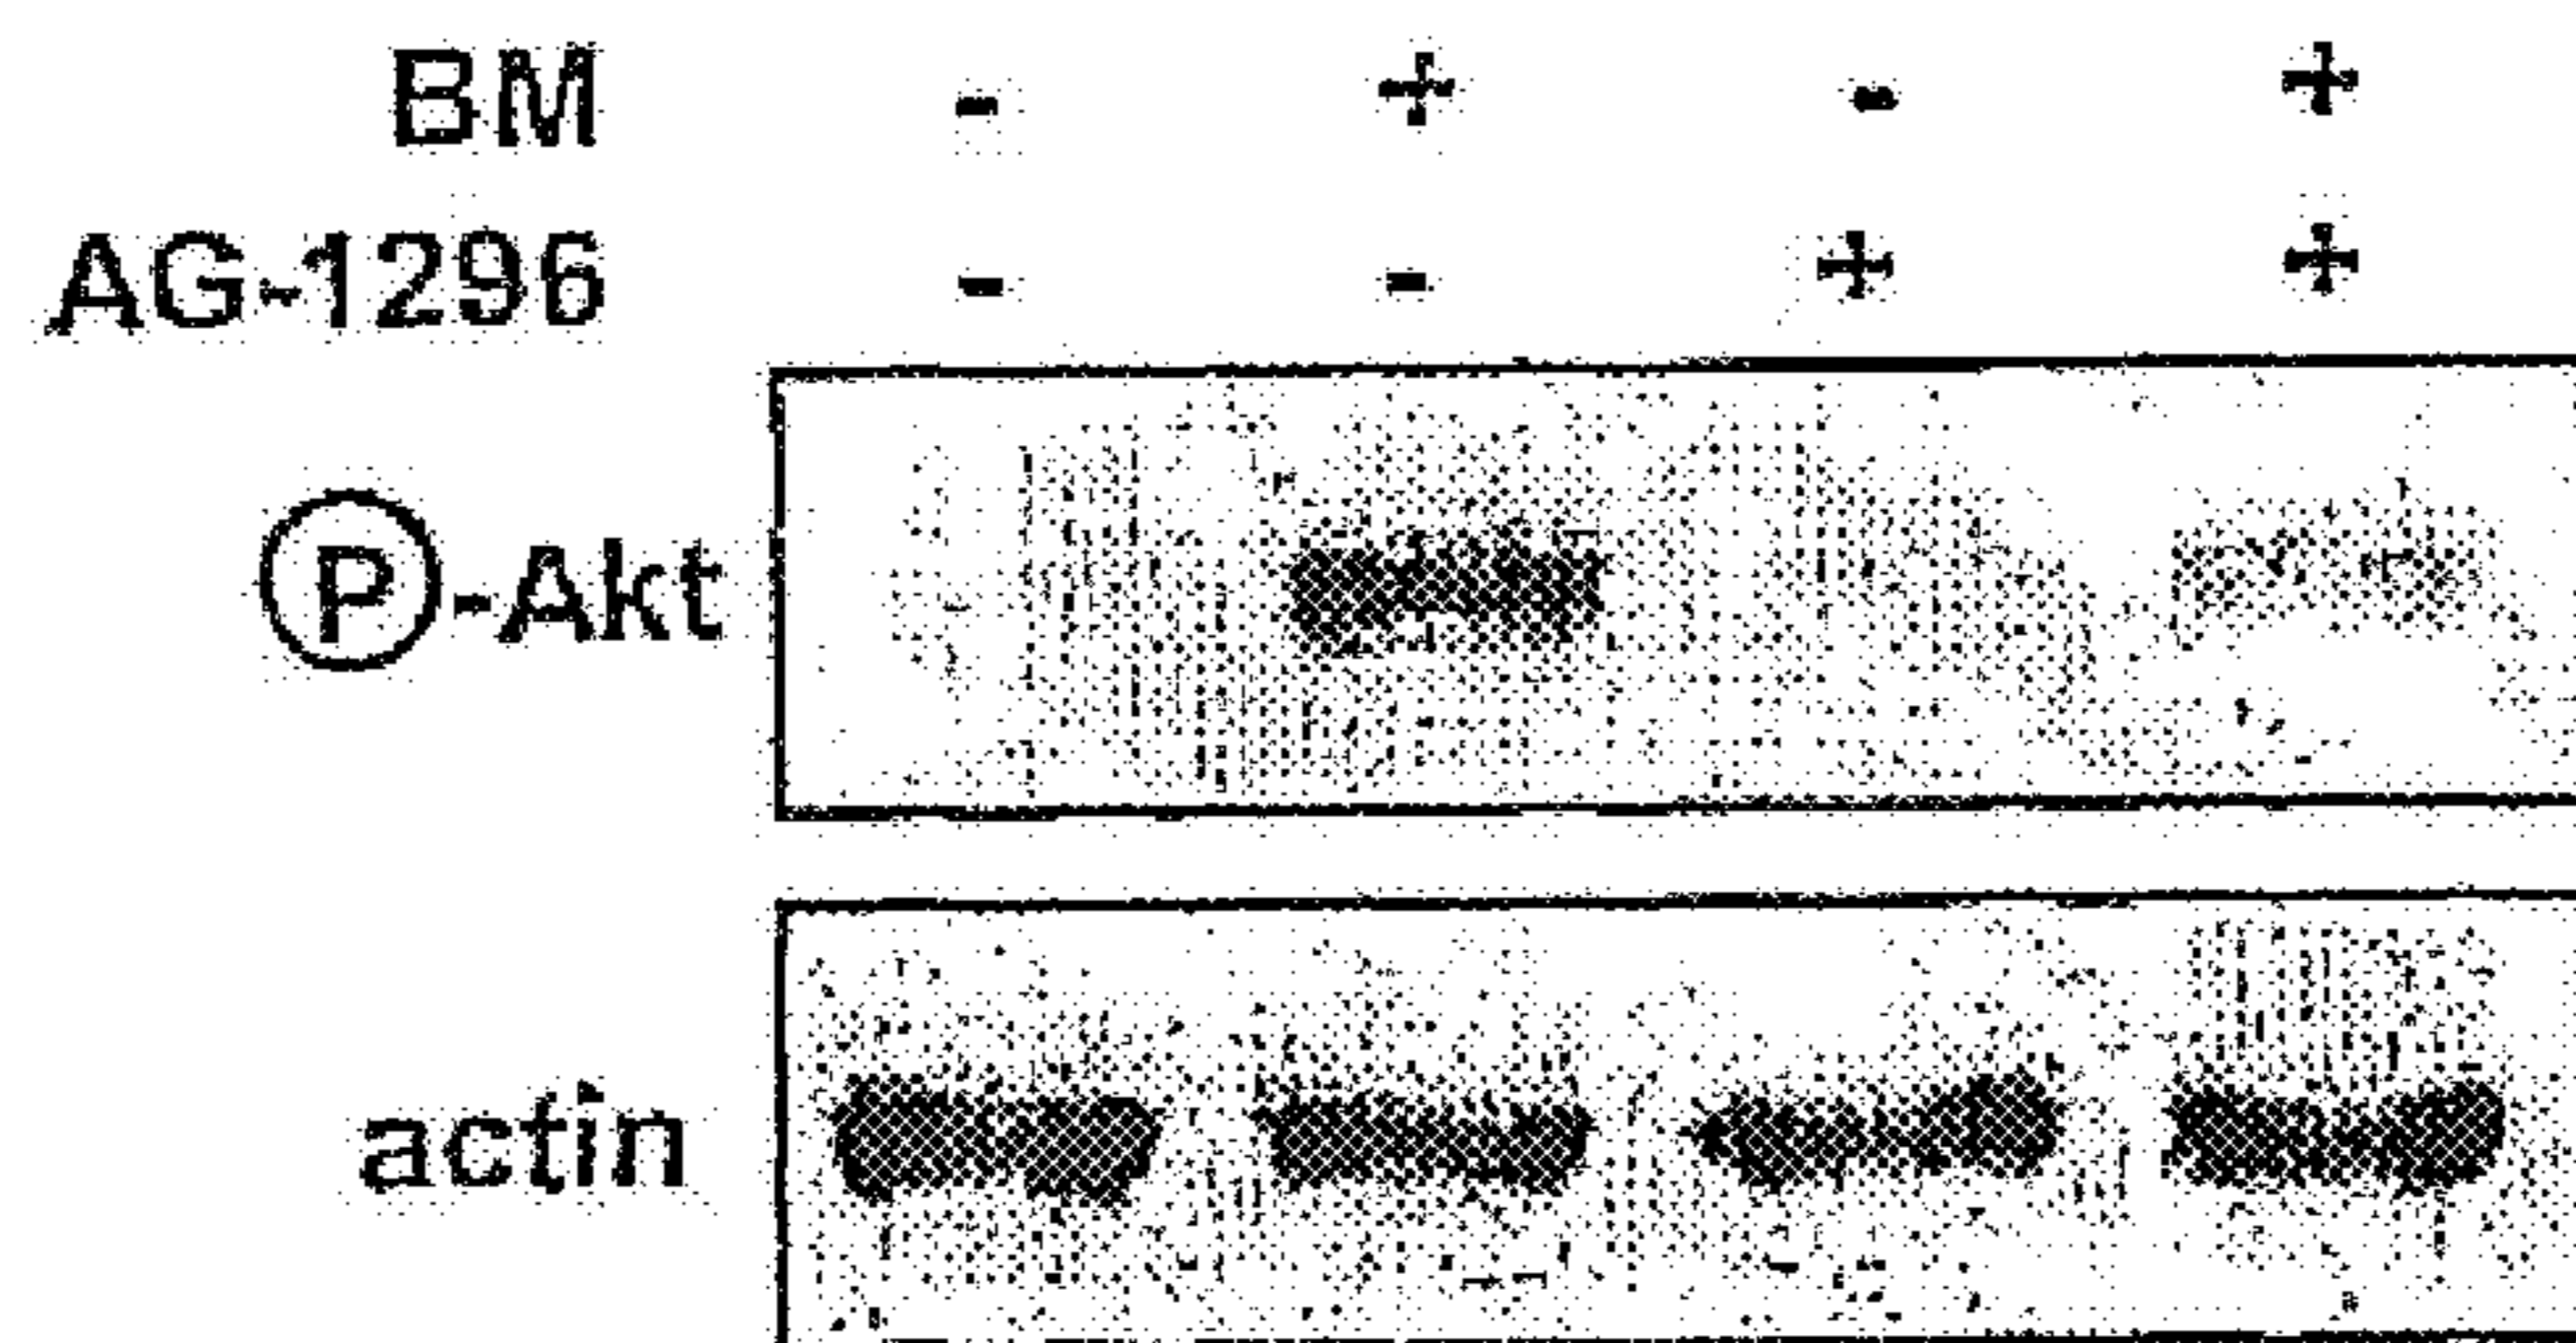 BM - + - +
AG-1296 - - + +
Ⓟ-Akt
actin